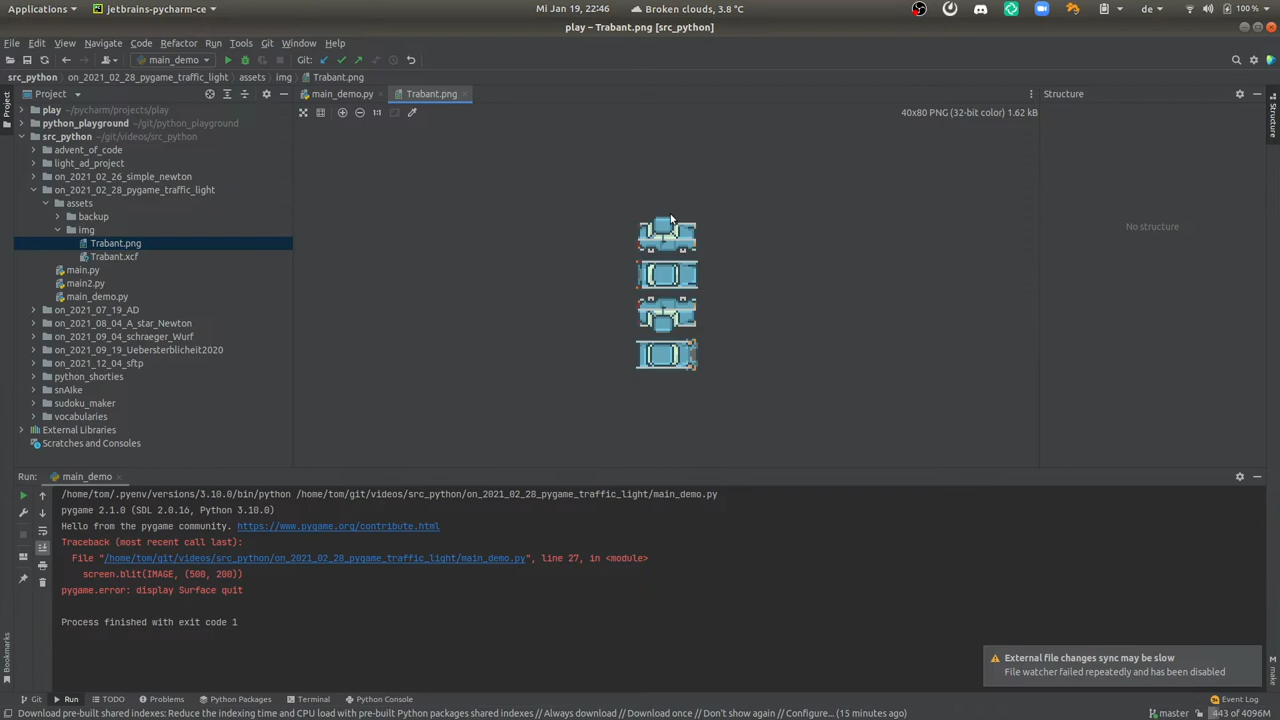 Applications
jetbrains-pycharm-ce
Mi Jan 19, 22:46
Broken clouds, 3.8 °C
de
100 %
play – Trabant.png [src_python]
File Edit View Navigate Code Refactor Run Tools Git Window Help
main_demo
Git:
src_python
on_2021_02_28_pygame_traffic_light
assets
img
Trabant.png
Project
main_demo.py
Trabant.png
Structure
Project
Structure
play ~/pycharm/projects/play
python_playground ~/git/python_playground
src_python ~/git/videos/src_python
advent_of_code
light_ad_project
on_2021_02_26_simple_newton
on_2021_02_28_pygame_traffic_light
assets
backup
img
Trabant.png
Trabant.xcf
main.py
main2.py
main_demo.py
on_2021_07_19_AD
on_2021_08_04_A_star_Newton
on_2021_09_04_schraeger_Wurf
on_2021_09_19_Uebersterblicheit2020
on_2021_12_04_sftp
python_shorties
snAIke
sudoku_maker
vocabularies
External Libraries
Scratches and Consoles
1:1
40x80 PNG (32-bit color) 1.62 kB
No structure
Run:
main_demo
/home/tom/.pyenv/versions/3.10.0/bin/python /home/tom/git/videos/src_python/on_2021_02_28_pygame_traffic_light/main_demo.py
pygame 2.1.0 (SDL 2.0.16, Python 3.10.0)
Hello from the pygame community. https://www.pygame.org/contribute.html
Traceback (most recent call last):
File "/home/tom/git/videos/src_python/on_2021_02_28_pygame_traffic_light/main_demo.py", line 27, in <module>
screen.blit(IMAGE, (500, 200))
pygame.error: display Surface quit
Process finished with exit code 1
External file changes sync may be slow
File watcher failed repeatedly and has been disabled
Bookmarks
make
Git
Run
TODO
Problems
Python Packages
Terminal
Python Console
Event Log
Download pre-built shared indexes: Reduce the indexing time and CPU load with pre-built Python packages shared indexes // Always download // Download once // Don't show again // Configure... (15 minutes ago)
master
443 of 4096M